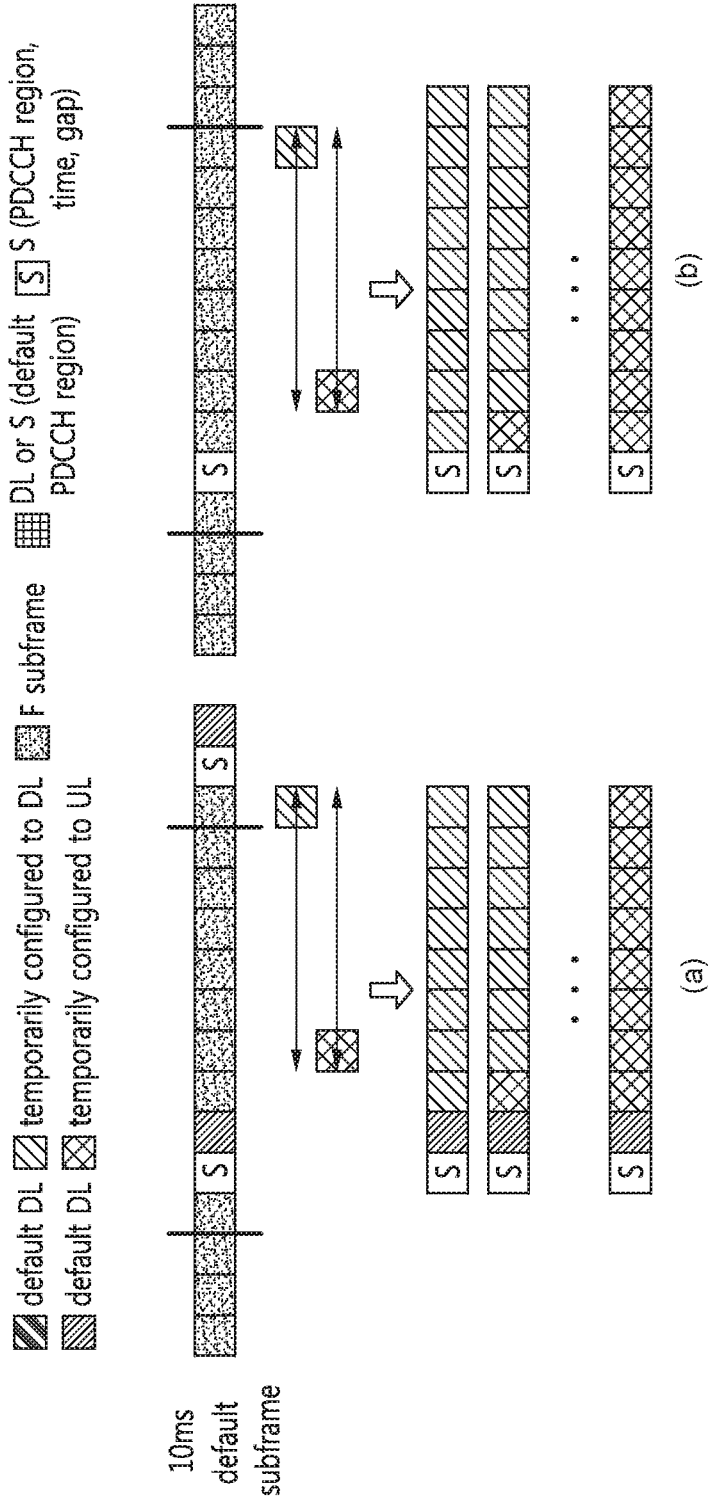 default DL
temporarily configured to DL
F subframe
DL or S (default
PDCCH region)
S
S (PDCCH region,
time, gap)
default DL
temporarily configured to UL
10ms
default
subframe
S
S
S
S
S
S
(a)
S
S
S
S
(b)